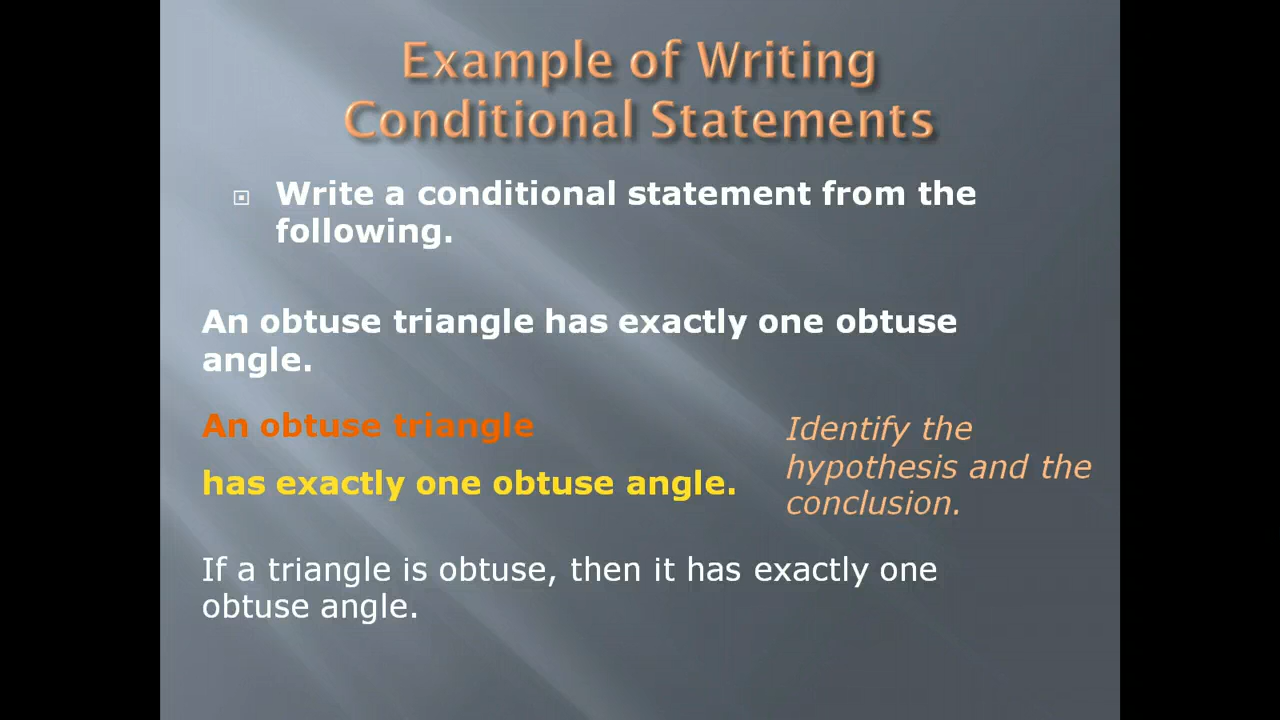 Example of Writing
Conditional Statements
Write a conditional statement from the
following.
An obtuse triangle has exactly one obtuse
angle.
An obtuse triangle
has exactly one obtuse angle.
Identify the
hypothesis and the
conclusion.
If a triangle is obtuse, then it has exactly one
obtuse angle.